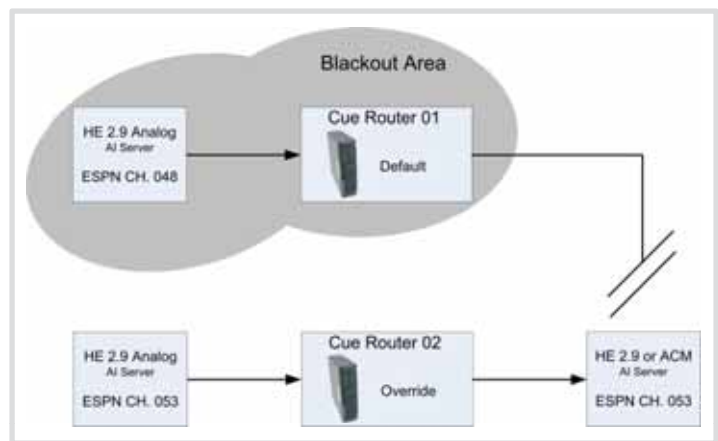 Blackout Area
HE 2.9 Analog
AI Server
ESPN CH. 048
Cue Router 01
Default
HE 2.9 Analog
AI Server
ESPN CH. 053
Cue Router 02
Override
HE 2.9 or ACM
AI Server
ESPN CH. 053